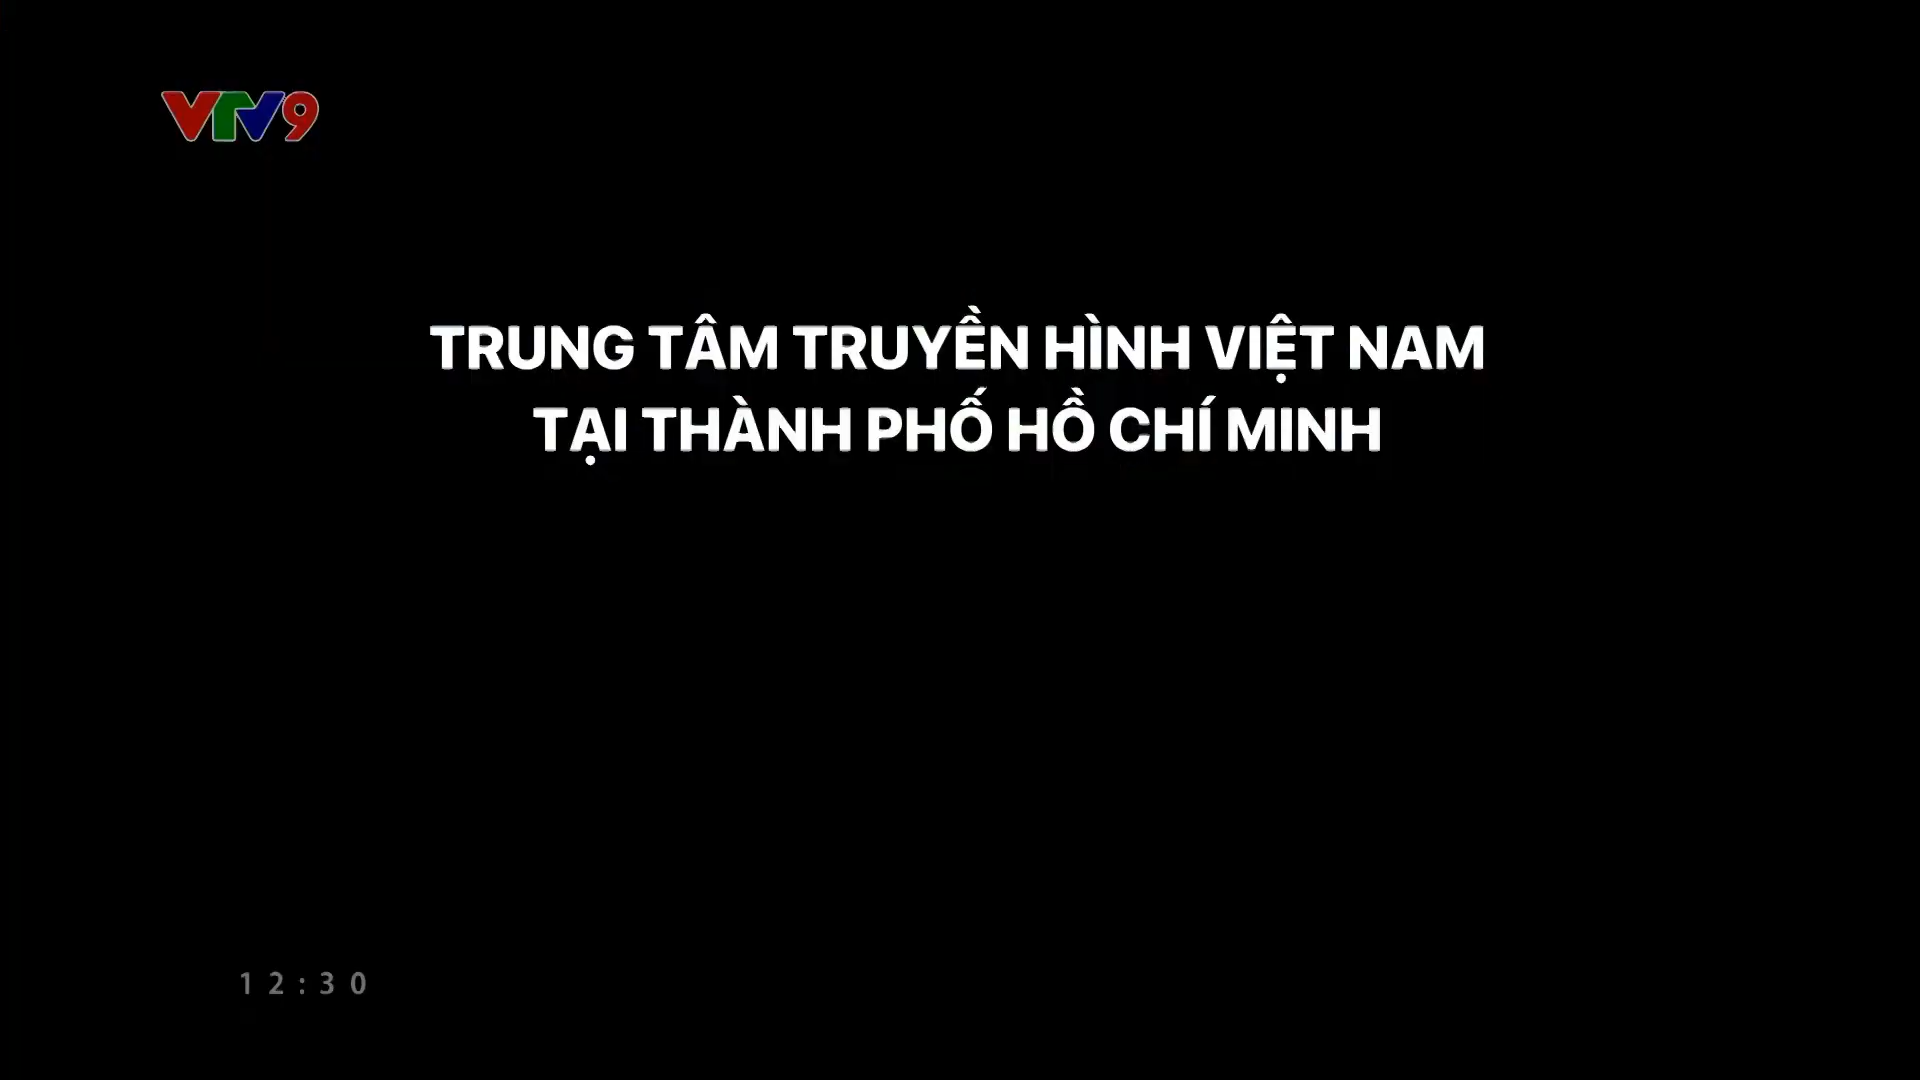 VTV9
TRUNG TÂM TRUYỀN HÌNH VIỆT NAM
TẠI THÀNH PHỐ HỒ CHÍ MINH
12:30